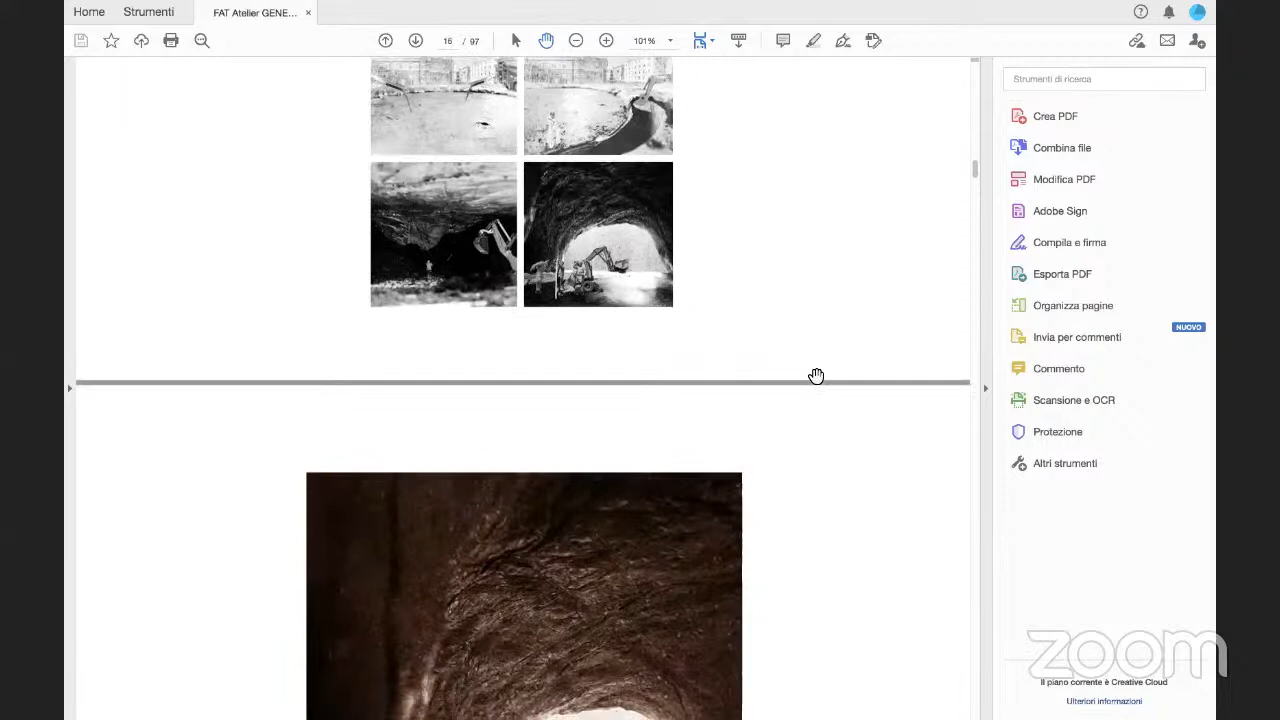 Home Strumenti FAT Atelier GENE... ×
16 / 97 101%
Strumenti di ricerca
Crea PDF
Combina file
Modifica PDF
Adobe Sign
Compila e firma
Esporta PDF
Organizza pagine
NUOVO
Invia per commenti
Commento
Scansione e OCR
Protezione
Altri strumenti
zoom
Il piano corrente è Creative Cloud
Ulteriori informazioni